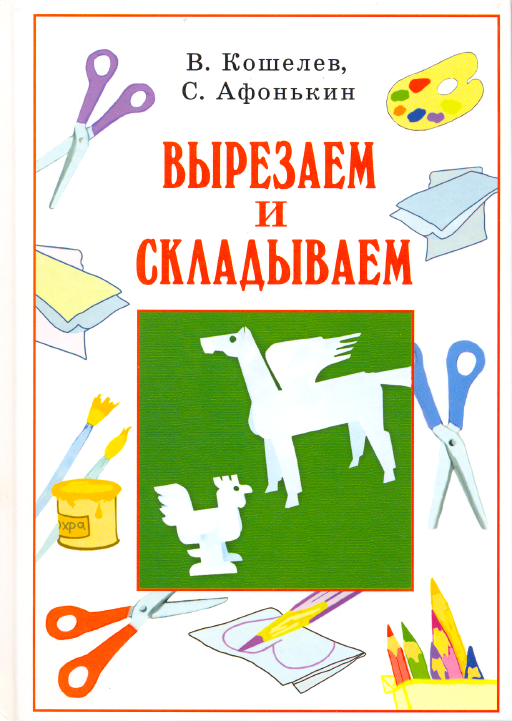 В. Кошелев,
С. Афонькин
ВЫРЕЗАЕМ
И
СКЛАДЫВАЕМ
охра